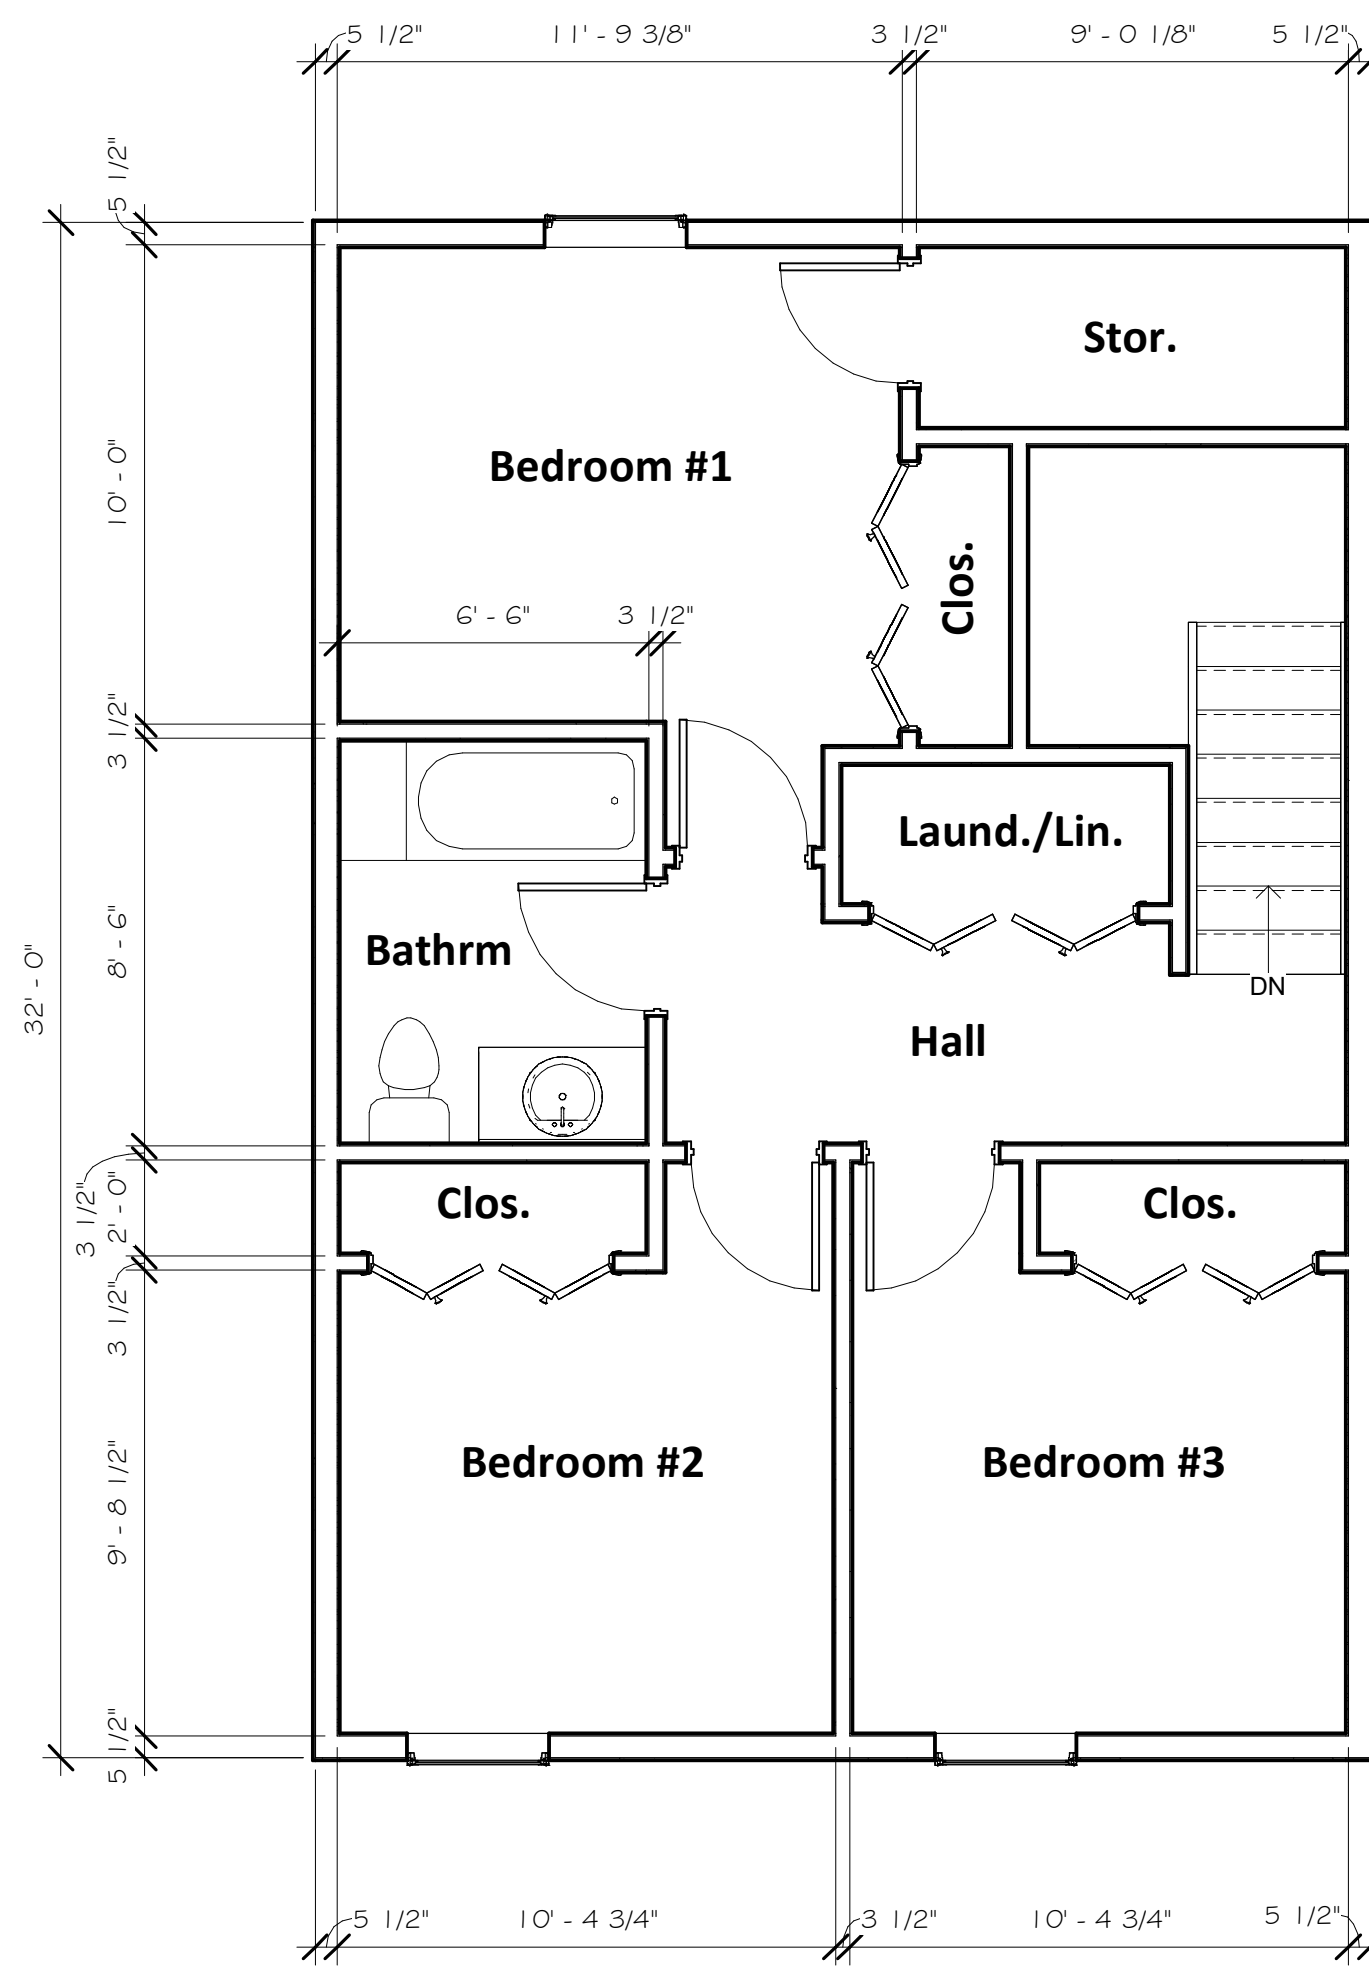 5 1/2" 11' - 9 3/8" 3 1/2" 9' - 0 1/8" 5 1/2"
5 1/2"
Stor.
10' - 0"
Bedroom #1
Clos.
6' - 6" 3 1/2"
3 1/2"
Laund./Lin.
8' - 6"
Bathrm
32' - 0"
DN
Hall
3 1/2"
2' - 0"
Clos.
Clos.
3 1/2"
Bedroom #2
Bedroom #3
9' - 8 1/2"
5 1/2"
5 1/2" 10' - 4 3/4" 3 1/2" 10' - 4 3/4" 5 1/2"